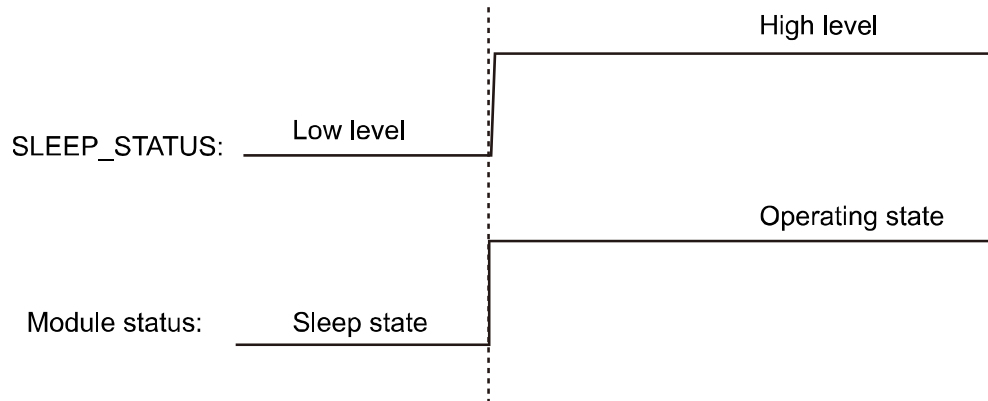 High level
SLEEP_STATUS: Low level
Operating state
Module status: Sleep state